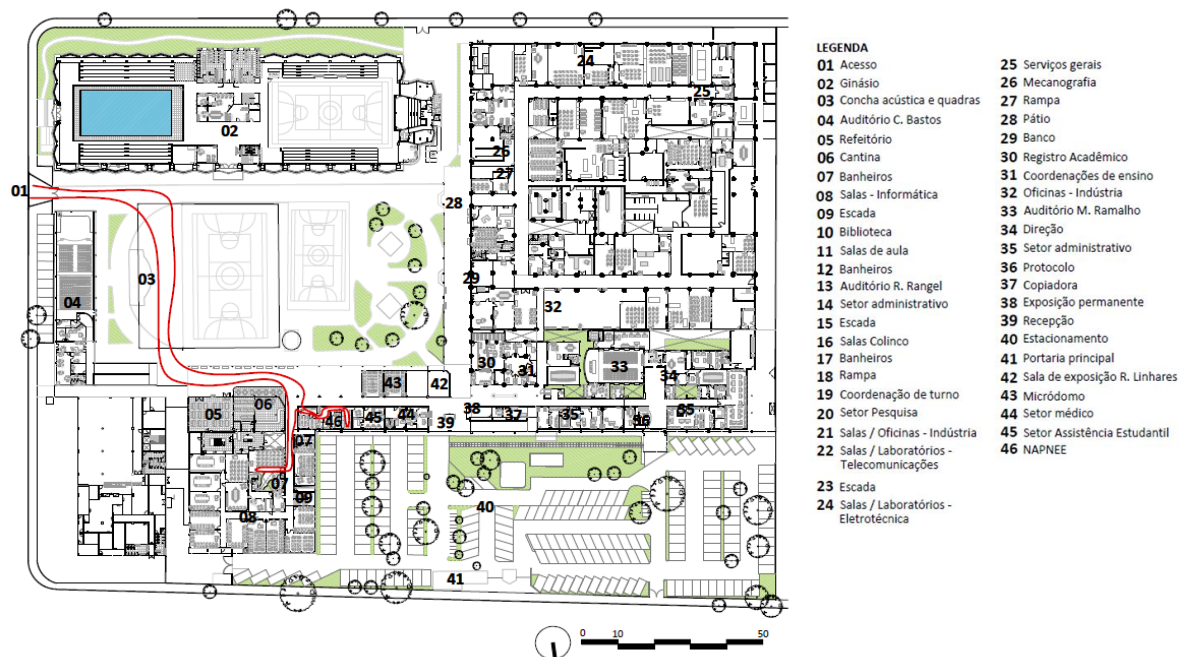 24
25
02
26
27
01
28
03
29
04
32
30
31
33
34
43
42
05
06
46
45
44
39
38
37
35
36
35
07
07
09
08
40
41
0 10 50
LEGENDA
01 Acesso
02 Ginásio
03 Concha acústica e quadras
04 Auditório C. Bastos
05 Refeitório
06 Cantina
07 Banheiros
08 Salas - Informática
09 Escada
10 Biblioteca
11 Salas de aula
12 Banheiros
13 Auditório R. Rangel
14 Setor administrativo
15 Escada
16 Salas Colinco
17 Banheiros
18 Rampa
19 Coordenação de turno
20 Setor Pesquisa
21 Salas / Oficinas - Indústria
22 Salas / Laboratórios -
Telecomunicações
23 Escada
24 Salas / Laboratórios -
Eletrotécnica
25 Serviços gerais
26 Mecanografia
27 Rampa
28 Pátio
29 Banco
30 Registro Acadêmico
31 Coordenações de ensino
32 Oficinas - Indústria
33 Auditório M. Ramalho
34 Direção
35 Setor administrativo
36 Protocolo
37 Copiadora
38 Exposição permanente
39 Recepção
40 Estacionamento
41 Portaria principal
42 Sala de exposição R. Linhares
43 Micródomo
44 Setor médico
45 Setor Assistência Estudantil
46 NAPNEE